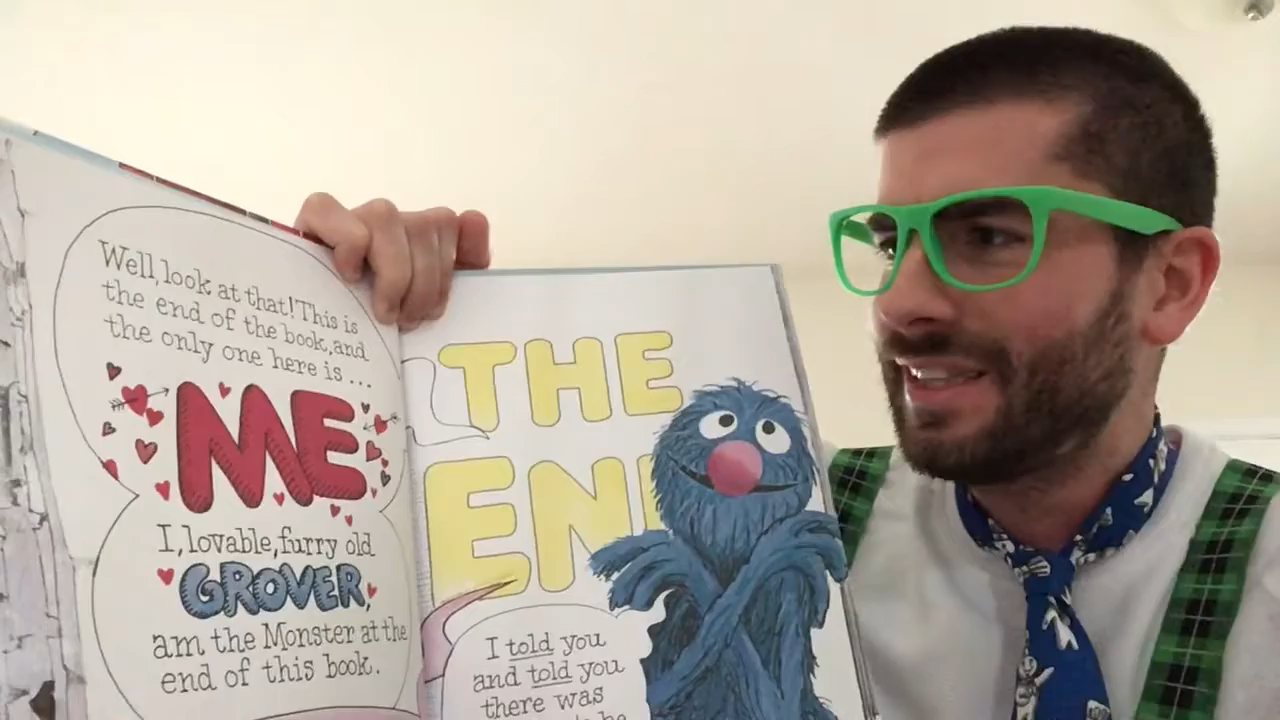 Well, look at that! This is
the end of the book, and
the only one here is ...
ME
I, lovable, furry old
GROVER,
am the Monster at the
end of this book.
THE
EN
I told you
and told you
there was